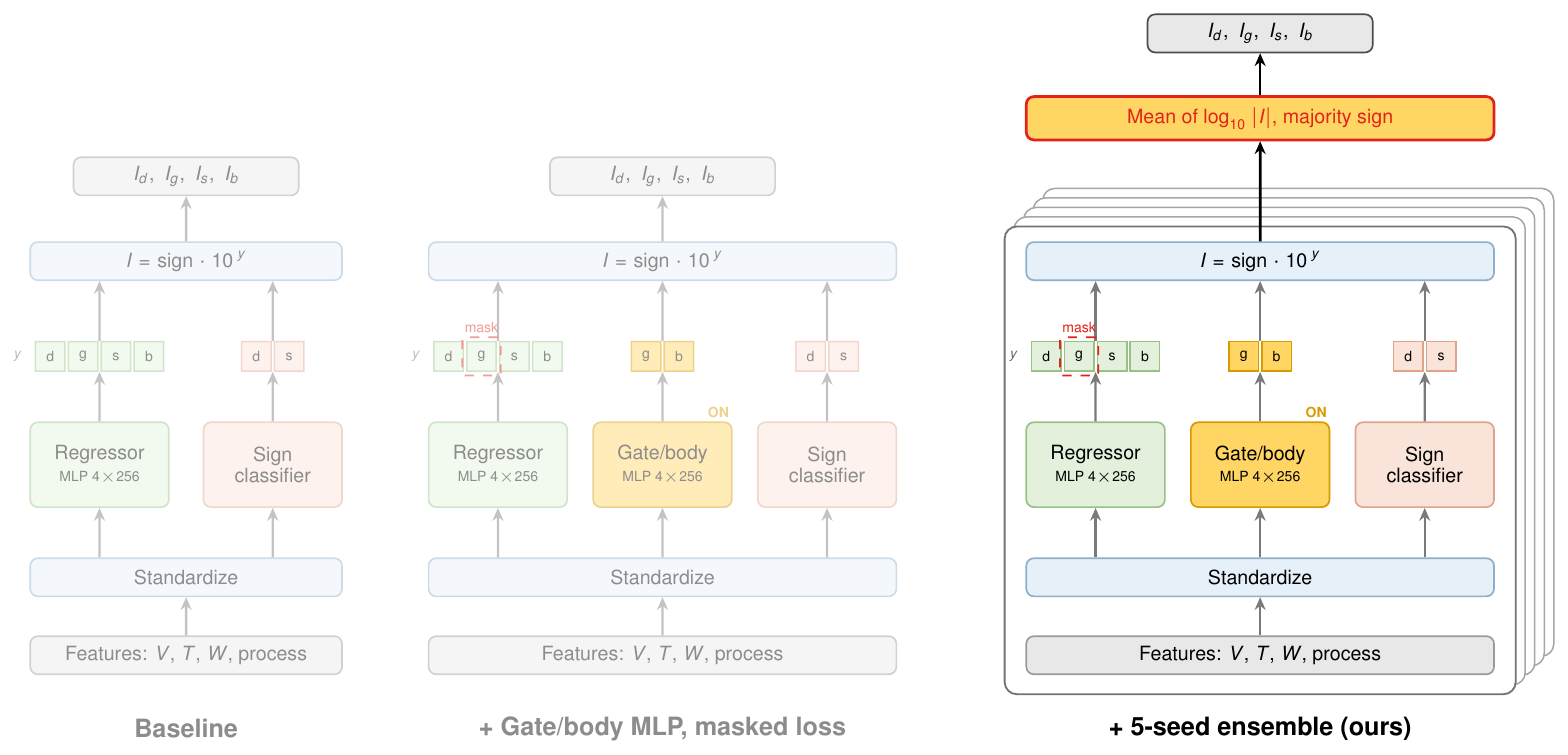 I_d, I_g, I_s, I_b
I = sign · 10^y
y
d g s b
d s
Regressor
MLP 4×256
Sign
classifier
Standardize
Features: V, T, W, process
Baseline
I_d, I_g, I_s, I_b
I = sign · 10^y
mask
y
d g s b
g b
d s
ON
Regressor
MLP 4×256
Gate/body
MLP 4×256
Sign
classifier
Standardize
Features: V, T, W, process
+ Gate/body MLP, masked loss
I_d, I_g, I_s, I_b
Mean of log₁₀ |I|, majority sign
I = sign · 10^y
mask
y
d g s b
g b
d s
ON
Regressor
MLP 4×256
Gate/body
MLP 4×256
Sign
classifier
Standardize
Features: V, T, W, process
+ 5-seed ensemble (ours)